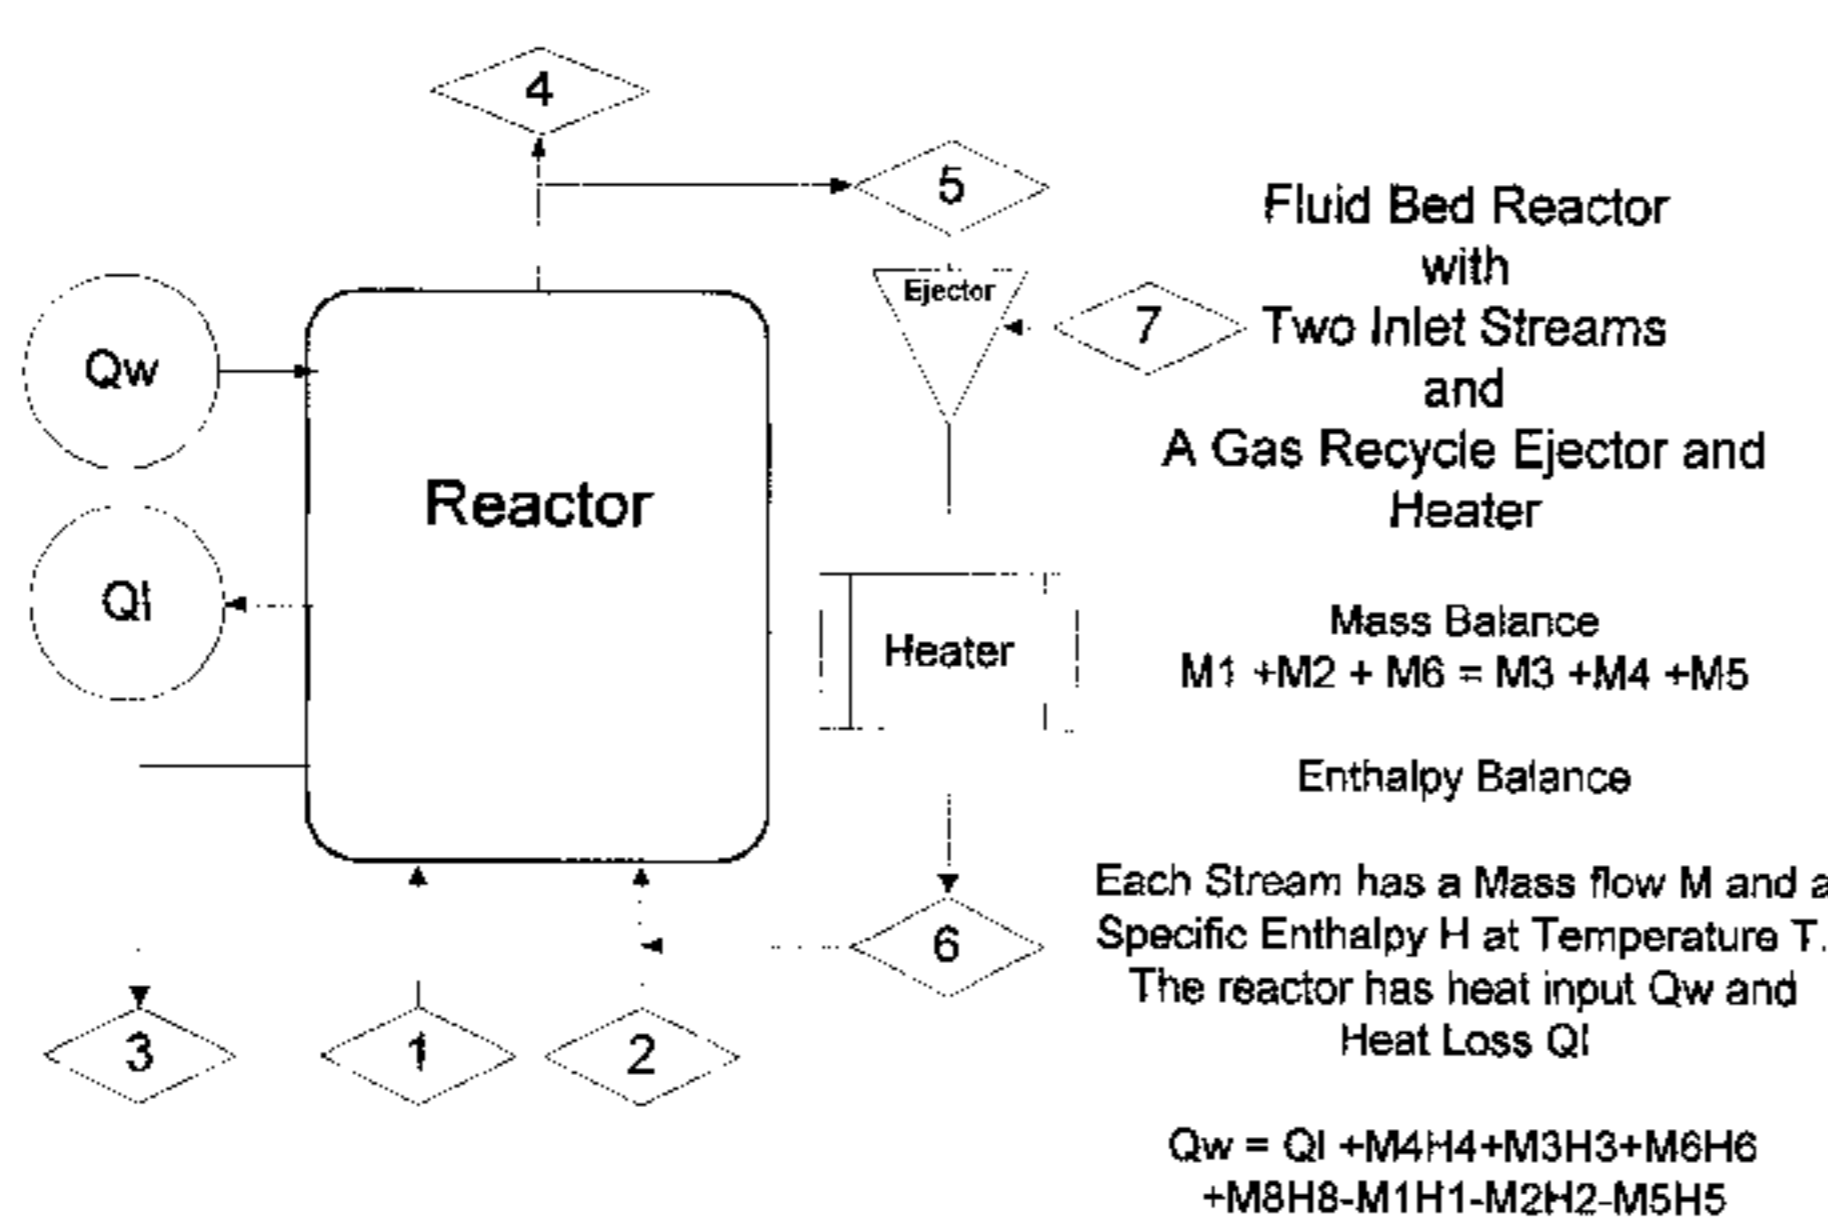 4
5
Ejector
7
Qw
Reactor
Ql
Heater
6
3
1
2
Fluid Bed Reactor
with
Two Inlet Streams
and
A Gas Recycle Ejector and
Heater
Mass Balance
M1 +M2 + M6 = M3 +M4 +M5
Enthalpy Balance
Each Stream has a Mass flow M and a
Specific Enthalpy H at Temperature T.
The reactor has heat input Qw and
Heat Loss Ql
Qw = Ql +M4H4+M3H3+M6H6
+M8H8-M1H1-M2H2-M5H5